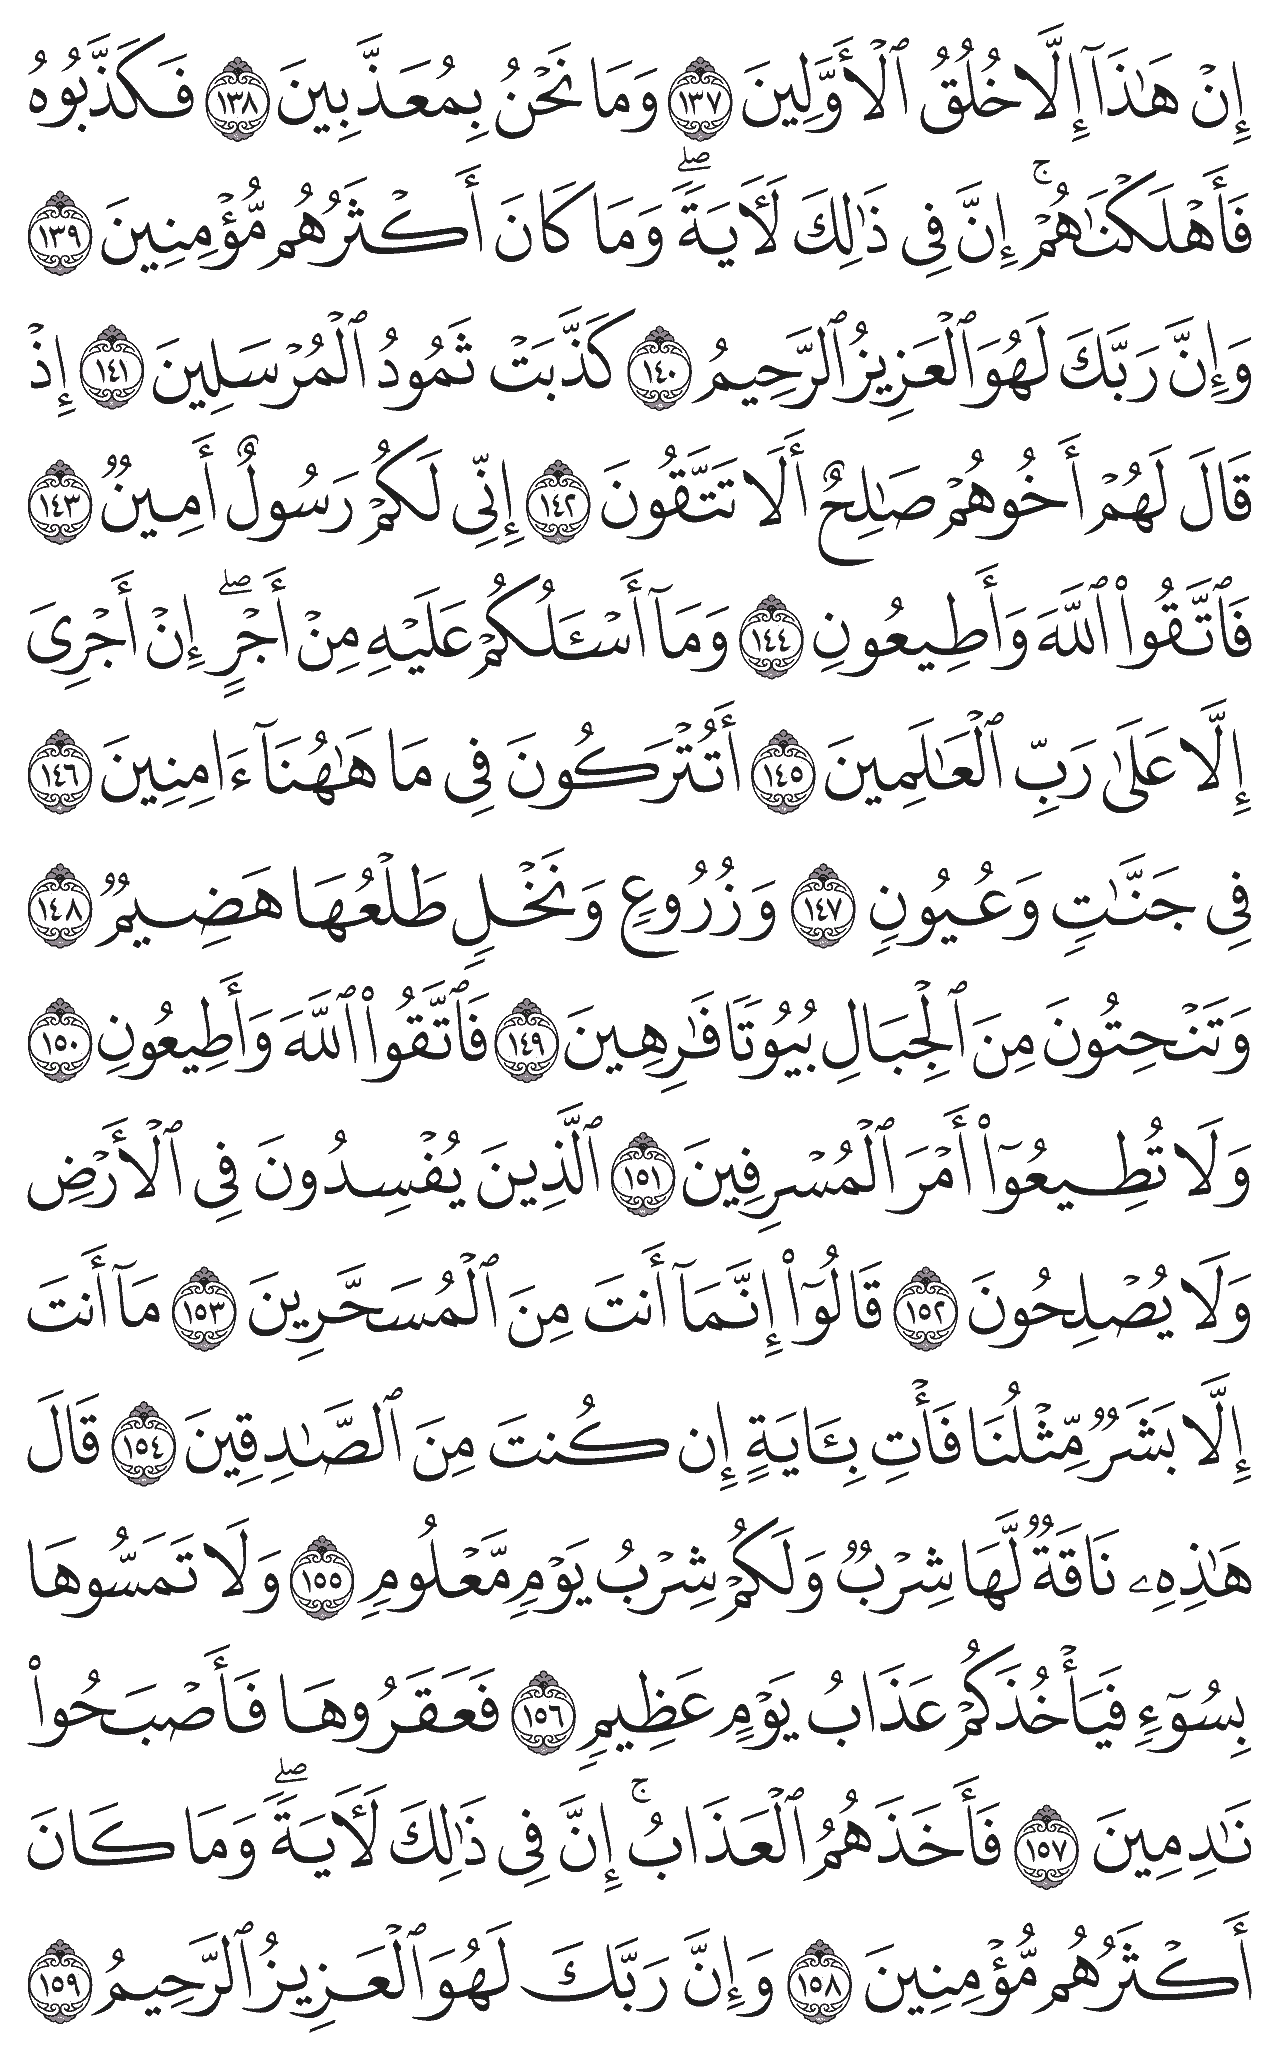 إِنْ هَٰذَآ إِلَّا خُلُقُ ٱلْأَوَّلِينَ ١٣٧ وَمَا نَحْنُ بِمُعَذَّبِينَ ١٣٨ فَكَذَّبُوهُ
فَأَهْلَكْنَٰهُمْۚ إِنَّ فِى ذَٰلِكَ لَـَٔايَةًۖ وَمَا كَانَ أَكْثَرُهُم مُّؤْمِنِينَ ١٣٩
وَإِنَّ رَبَّكَ لَهُوَ ٱلْعَزِيزُ ٱلرَّحِيمُ ١٤٠ كَذَّبَتْ ثَمُودُ ٱلْمُرْسَلِينَ ١٤١ إِذْ
قَالَ لَهُمْ أَخُوهُمْ صَٰلِحٌ أَلَا تَتَّقُونَ ١٤٢ إِنِّى لَكُمْ رَسُولٌ أَمِينٌ ١٤٣
فَٱتَّقُوا۟ ٱللَّهَ وَأَطِيعُونِ ١٤٤ وَمَآ أَسْـَٔلُكُمْ عَلَيْهِ مِنْ أَجْرٍۖ إِنْ أَجْرِىَ
إِلَّا عَلَىٰ رَبِّ ٱلْعَٰلَمِينَ ١٤٥ أَتُتْرَكُونَ فِى مَا هَٰهُنَآ ءَامِنِينَ ١٤٦
فِى جَنَّٰتٍ وَعُيُونٍ ١٤٧ وَزُرُوعٍ وَنَخْلٍ طَلْعُهَا هَضِيمٌ ١٤٨
وَتَنْحِتُونَ مِنَ ٱلْجِبَالِ بُيُوتًا فَٰرِهِينَ ١٤٩ فَٱتَّقُوا۟ ٱللَّهَ وَأَطِيعُونِ ١٥٠
وَلَا تُطِيعُوٓا۟ أَمْرَ ٱلْمُسْرِفِينَ ١٥١ ٱلَّذِينَ يُفْسِدُونَ فِى ٱلْأَرْضِ
وَلَا يُصْلِحُونَ ١٥٢ قَالُوٓا۟ إِنَّمَآ أَنتَ مِنَ ٱلْمُسَحَّرِينَ ١٥٣ مَآ أَنتَ
إِلَّا بَشَرٌ مِّثْلُنَا فَأْتِ بِـَٔايَةٍ إِن كُنتَ مِنَ ٱلصَّٰدِقِينَ ١٥٤ قَالَ
هَٰذِهِۦ نَاقَةٌ لَّهَا شِرْبٌ وَلَكُمْ شِرْبُ يَوْمٍ مَّعْلُومٍ ١٥٥ وَلَا تَمَسُّوهَا
بِسُوٓءٍ فَيَأْخُذَكُمْ عَذَابُ يَوْمٍ عَظِيمٍ ١٥٦ فَعَقَرُوهَا فَأَصْبَحُوا۟
نَٰدِمِينَ ١٥٧ فَأَخَذَهُمُ ٱلْعَذَابُۚ إِنَّ فِى ذَٰلِكَ لَـَٔايَةًۖ وَمَا كَانَ
أَكْثَرُهُم مُّؤْمِنِينَ ١٥٨ وَإِنَّ رَبَّكَ لَهُوَ ٱلْعَزِيزُ ٱلرَّحِيمُ ١٥٩